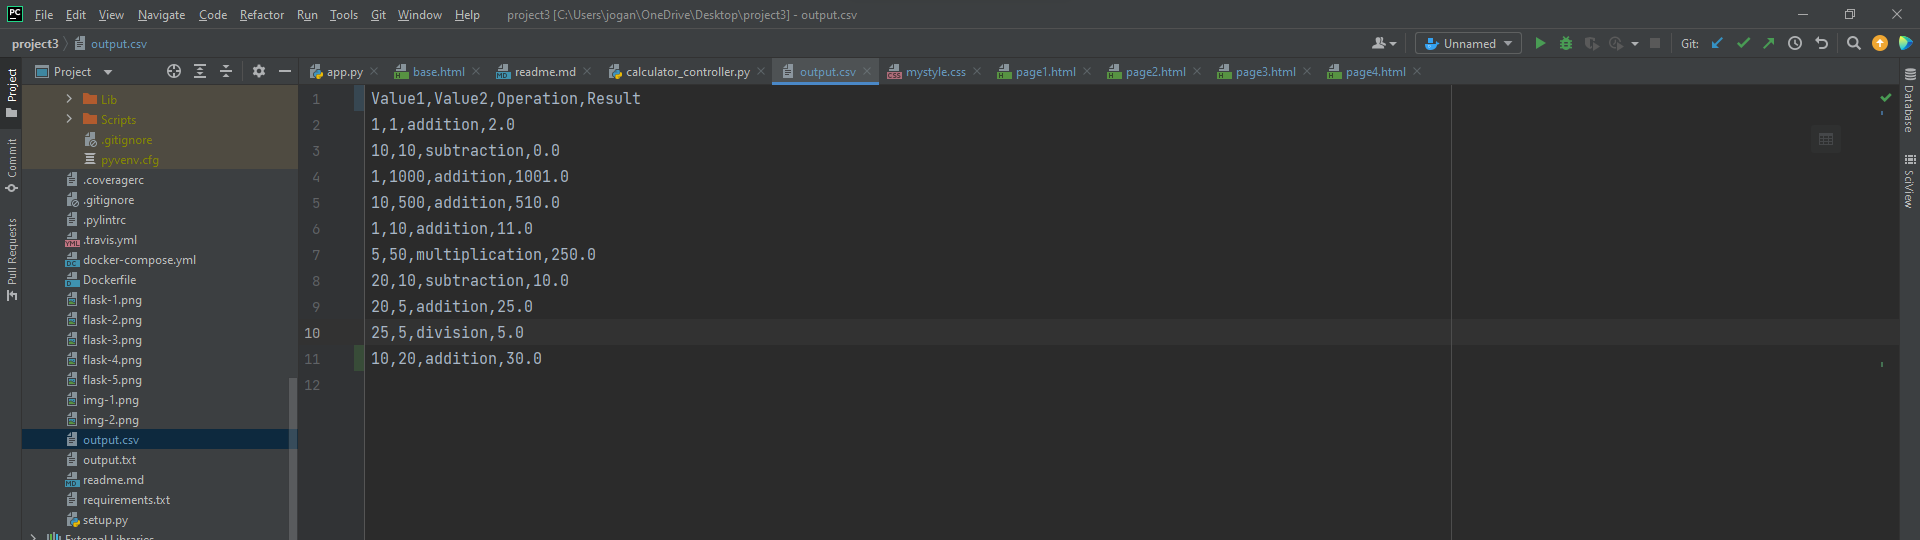 PC File Edit View Navigate Code Refactor Run Tools Git Window Help project3 [C:\Users\jogan\OneDrive\Desktop\project3] - output.csv
project3 output.csv Unnamed Git:
Project app.py base.html readme.md calculator_controller.py output.csv mystyle.css page1.html page2.html page3.html page4.html
Project
Commit
Pull Requests
Lib
Scripts
.gitignore
pyvenv.cfg
.coveragerc
.gitignore
.pylintrc
.travis.yml
docker-compose.yml
Dockerfile
flask-1.png
flask-2.png
flask-3.png
flask-4.png
flask-5.png
img-1.png
img-2.png
output.csv
output.txt
readme.md
requirements.txt
setup.py
External Libraries
1 Value1,Value2,Operation,Result
2 1,1,addition,2.0
3 10,10,subtraction,0.0
4 1,1000,addition,1001.0
5 10,500,addition,510.0
6 1,10,addition,11.0
7 5,50,multiplication,250.0
8 20,10,subtraction,10.0
9 20,5,addition,25.0
10 25,5,division,5.0
11 10,20,addition,30.0
12
Database
SciView